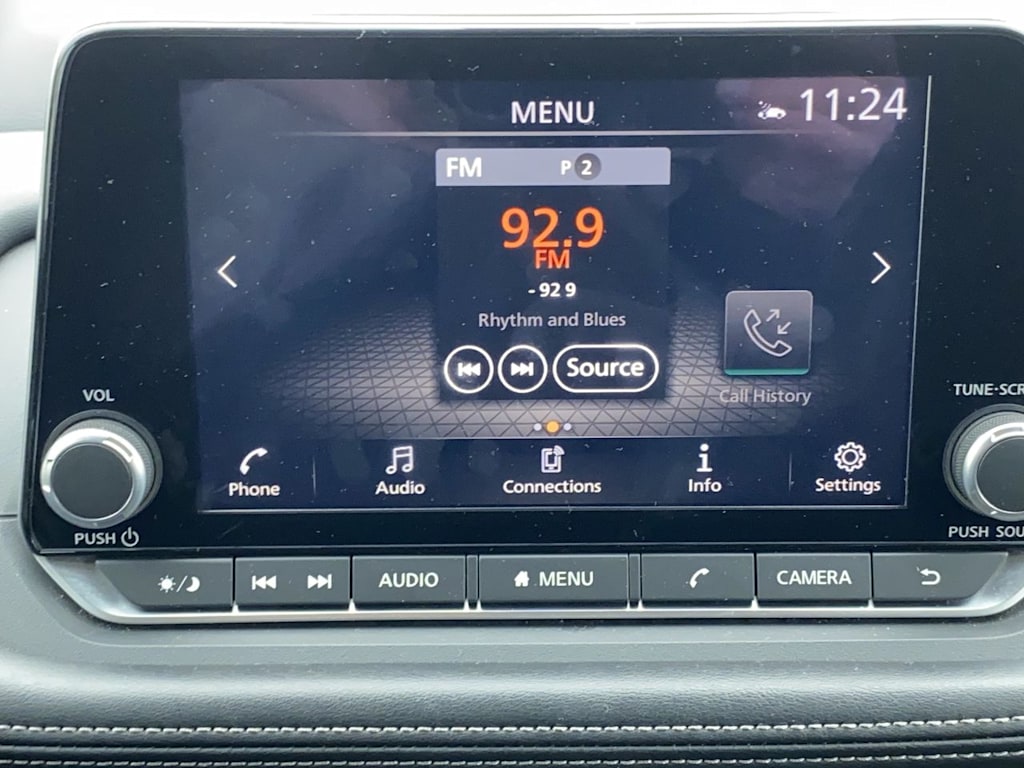 MENU
11:24
FM P 2
92.9
FM
- 92 9
Rhythm and Blues
Source
Call History
VOL
TUNE·SCR
Phone
Audio
Connections
Info
Settings
PUSH
PUSH SOU
AUDIO
MENU
CAMERA